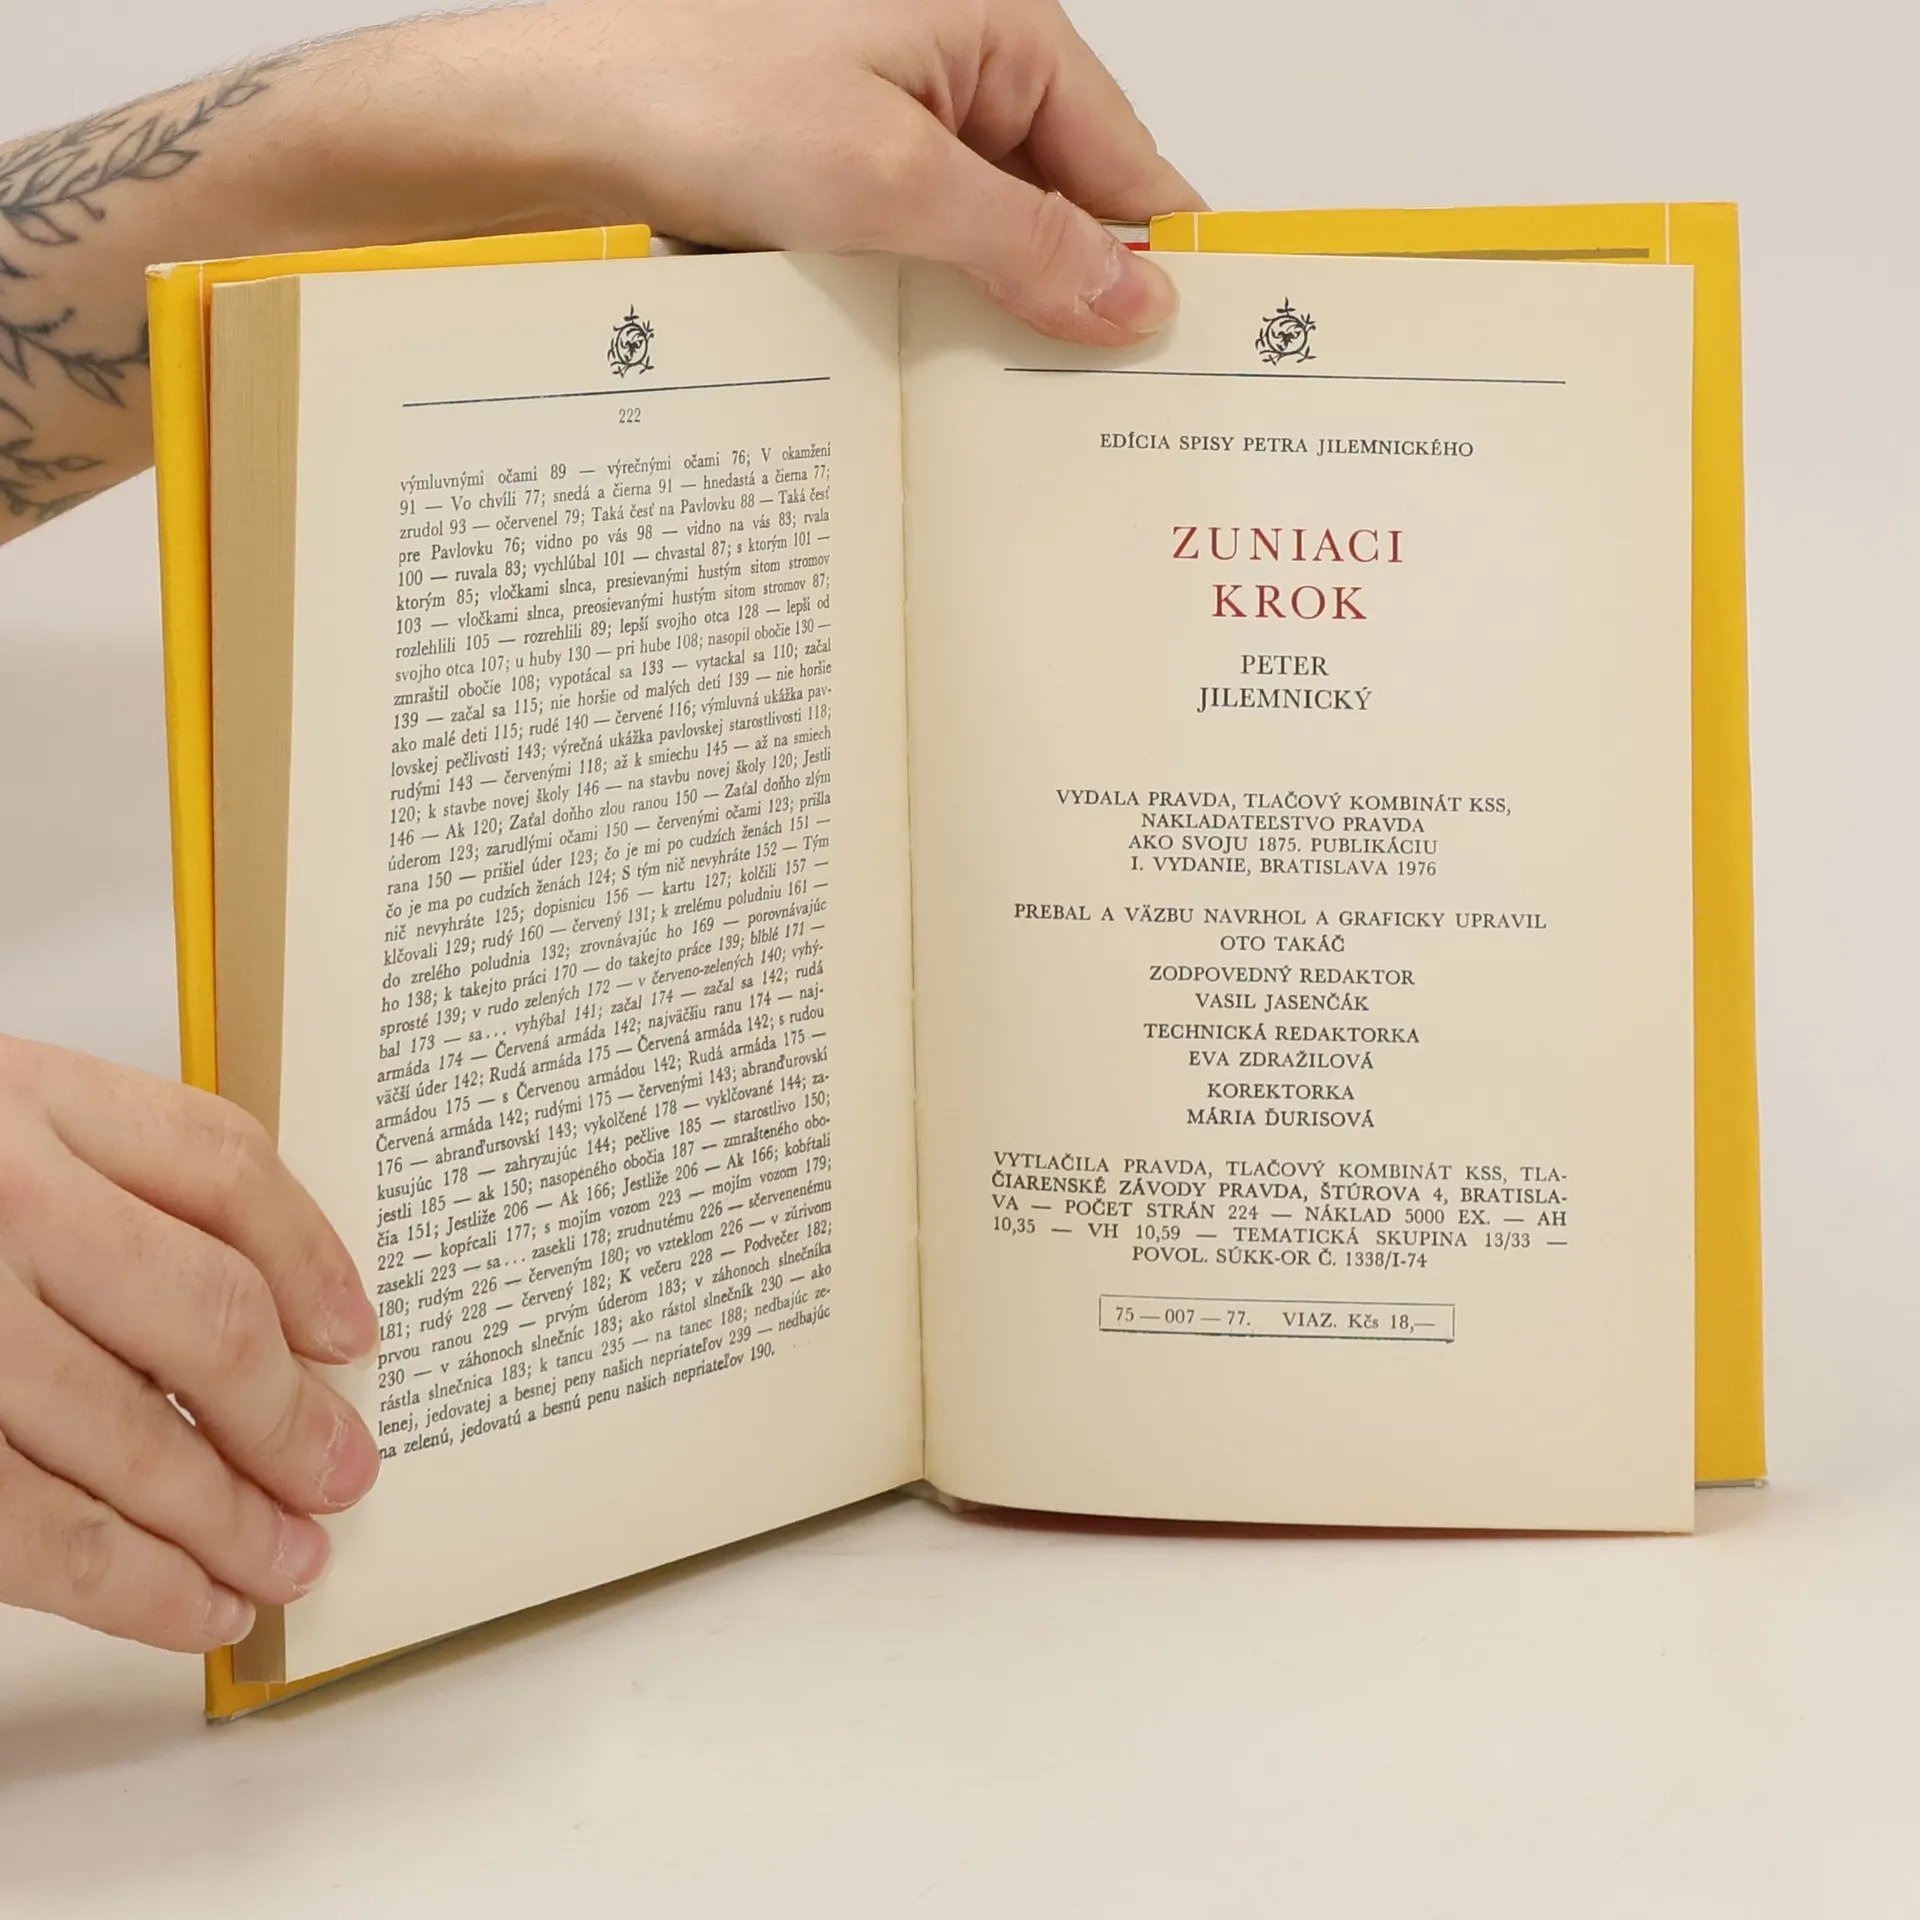 222
výmluvnými očami 89 — výrečnými očami 76; V okamžení
91 — Vo chvíli 77; snedá a čierna 91 — hnedastá a čierna 77;
zrudol 93 — očervenel 79; Taká česť na Pavlovku 88 — Taká česť
pre Pavlovku 76; vidno po vás 98 — vidno na vás 83; rvala
100 — ruvala 83; vychlúbal 101 — chvastal 87; s ktorým 101 —
ktorým 85; vločkami slnca, presievanými hustým sitom stromov
103 — vločkami slnca, preosievanými hustým sitom stromov 87;
rozlehlili 105 — rozrehlili 89; lepší svojho otca 128 — lepší od
svojho otca 107; u huby 130 — pri hube 108; nasopil obočie 130 —
zmraštil obočie 108; vypotácal sa 133 — vytackal sa 110; začal
139 — začal sa 115; nie horšie od malých detí 139 — nie horšie
ako malé deti 115; rudé 140 — červené 116; výmluvná ukážka pav-
lovskej pečlivosti 143; výrečná ukážka pavlovskej starostlivosti 118;
rudými 143 — červenými 118; až k smiechu 145 — až na smiech
120; k stavbe novej školy 146 — na stavbu novej školy 120; Jestli
146 — Ak 120; Zaťal doňho zlou ranou 150 — Zaťal doňho zlým
úderom 123; zarudlými očami 150 — červenými očami 123; prišla
rana 150 — prišiel úder 123; čo je mi po cudzích ženách 151 —
čo je ma po cudzích ženách 124; S tým nič nevyhráte 152 — Tým
nič nevyhráte 125; dopisnicu 156 — kartu 127; kolčili 157 —
klčovali 129; rudý 160 — červený 131; k zrelému poludniu 161 —
do zrelého poludnia 132; zrovnávajúc ho 169 — porovnávajúc
ho 138; k takejto práci 170 — do takejto práce 139; blblé 171 —
sprosté 139; v rudo zelených 172 — v červeno-zelených 140; vyhý-
bal 173 — sa... vyhýbal 141; začal 174 — začal sa 142; rudá
armáda 174 — Červená armáda 142; najväčšiu ranu 174 — naj-
väčší úder 142; Rudá armáda 175 — Červená armáda 142; s rudou
armádou 175 — s Červenou armádou 142; Rudá armáda 175 —
Červená armáda 142; rudými 175 — červenými 143; abranďurovskí
176 — abranďursovskí 143; vykolčené 178 — vyklčované 144; za-
kusujúc 178 — zahryzujúc 144; pečlive 185 — starostlivo 150;
jestli 185 — ak 150; nasopeného obočia 187 — zmrašteného obo-
čia 151; Jestliže 206 — Ak 166; Jestliže 206 — Ak 166; kobŕtali
222 — kopŕcali 177; s mojím vozom 223 — mojím vozom 179;
zasekli 223 — sa... zasekli 178; zrudnutému 226 — sčervenenému
180; rudým 226 — červeným 180; vo vzteklom 226 — v zúrivom
181; rudý 228 — červený 182; K večeru 228 — Podvečer 182;
prvou ranou 229 — prvým úderom 183; v záhonoch slnečníka
230 — v záhonoch slnečníc 183; ako rástol slnečník 230 — ako
rástla slnečnica 183; k tancu 235 — na tanec 188; nedbajúc ze-
lenej, jedovatej a besnej peny našich nepriateľov 239 — nedbajúc
na zelenú, jedovatú a besnú penu našich nepriateľov 190.
EDÍCIA SPISY PETRA JILEMNICKÉHO
ZUNIACI
KROK
PETER
JILEMNICKÝ
VYDALA PRAVDA, TLAČOVÝ KOMBINÁT KSS,
NAKLADATEĽSTVO PRAVDA
AKO SVOJU 1875. PUBLIKÁCIU
I. VYDANIE, BRATISLAVA 1976
PREBAL A VÄZBU NAVRHOL A GRAFICKY UPRAVIL
OTO TAKÁČ
ZODPOVEDNÝ REDAKTOR
VASIL JASENČÁK
TECHNICKÁ REDAKTORKA
EVA ZDRAŽILOVÁ
KOREKTORKA
MÁRIA ĎURISOVÁ
VYTLAČILA PRAVDA, TLAČOVÝ KOMBINÁT KSS, TLA-
ČIARENSKÉ ZÁVODY PRAVDA, ŠTÚROVA 4, BRATISLA-
VA — POČET STRÁN 224 — NÁKLAD 5000 EX. — AH
10,35 — VH 10,59 — TEMATICKÁ SKUPINA 13/33 —
POVOL. SÚKK-OR Č. 1338/I-74
75 — 007 — 77. VIAZ. Kčs 18,—